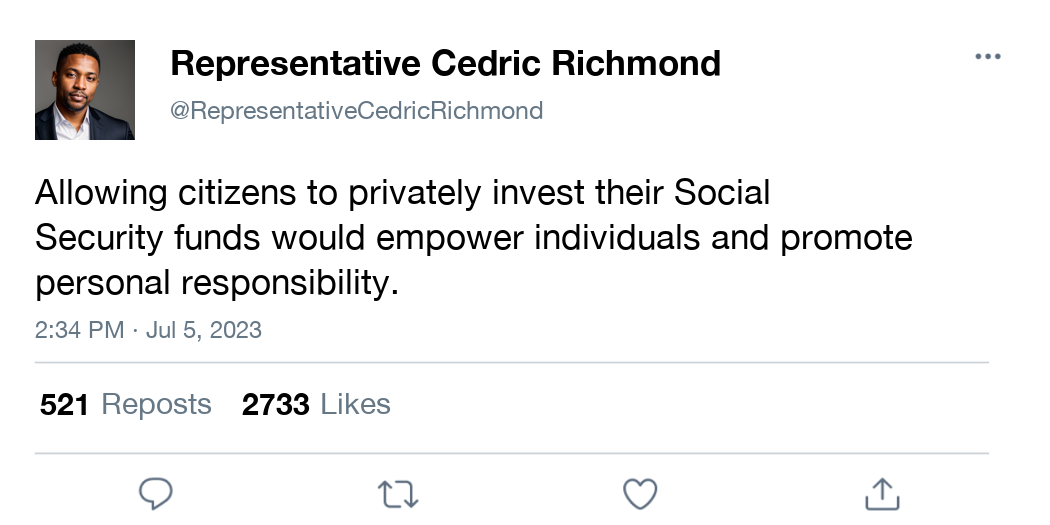 Representative Cedric Richmond
@RepresentativeCedricRichmond
Allowing citizens to privately invest their Social
Security funds would empower individuals and promote
personal responsibility.
2:34 PM · Jul 5, 2023
521 Reposts 2733 Likes